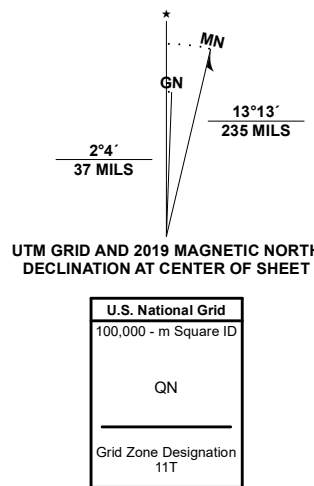 ★
MN
GN
13°13´
235 MILS
2°4´
37 MILS
UTM GRID AND 2019 MAGNETIC NORTH
DECLINATION AT CENTER OF SHEET
U.S. National Grid
100,000 - m Square ID
QN
Grid Zone Designation
11T